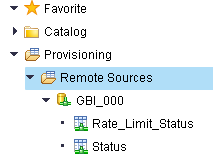 Favorite
Catalog
Provisioning
Remote Sources
GBI_000
Rate_Limit_Status
Status